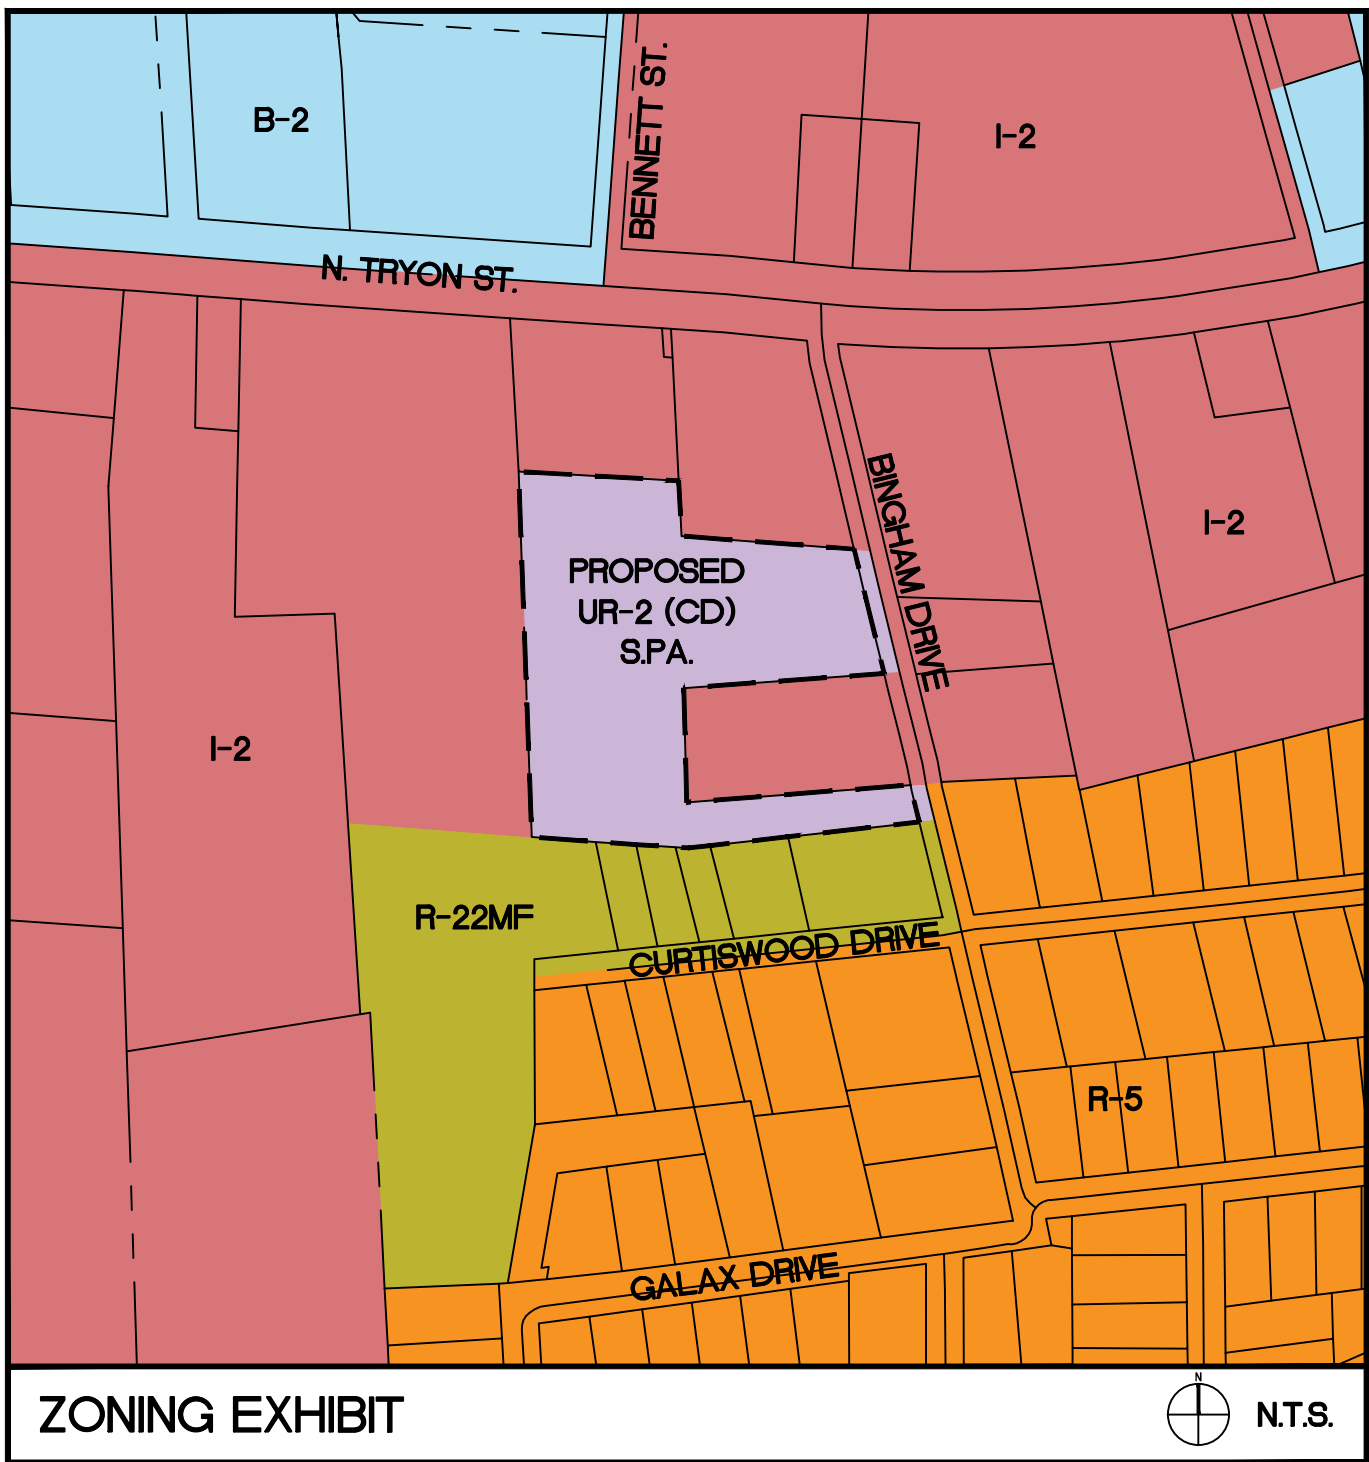 B-2
BENNETT ST.
I-2
N. TRYON ST.
BINGHAM DRIVE
I-2
PROPOSED
UR-2 (CD)
S.P.A.
I-2
R-22MF
CURTISWOOD DRIVE
R-5
GALAX DRIVE
ZONING EXHIBIT
N
N.T.S.